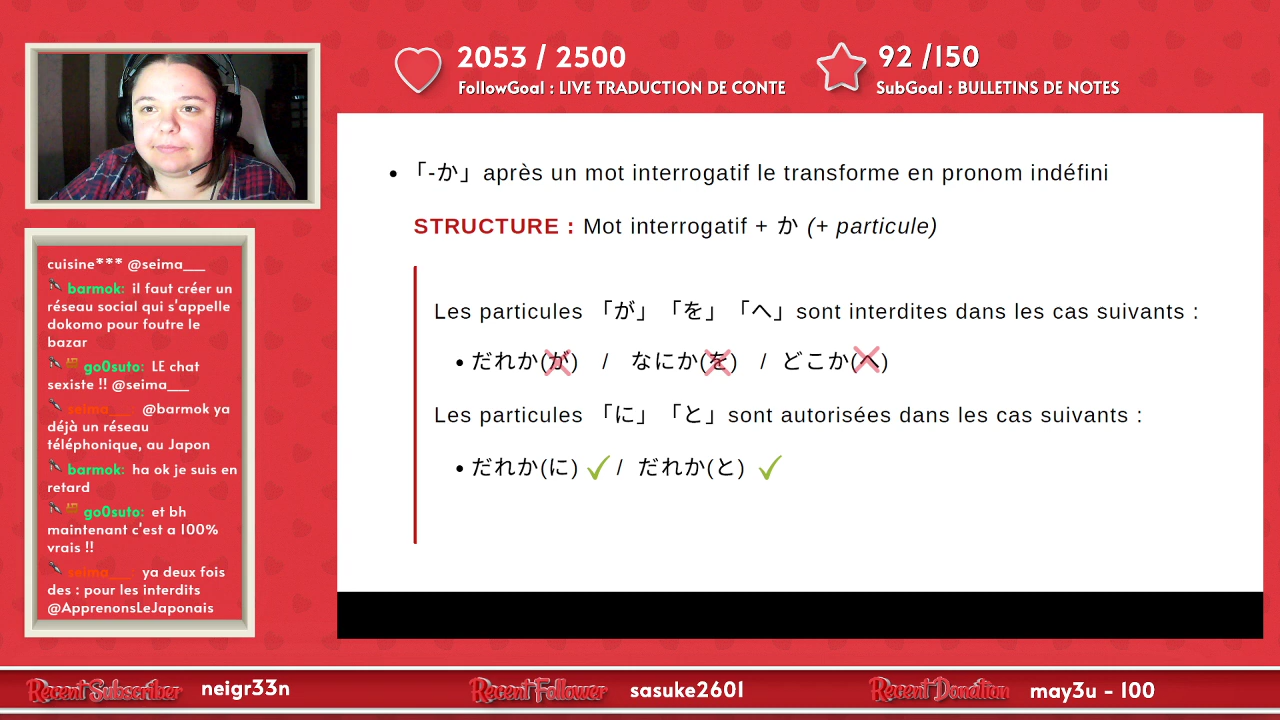 2053 / 2500
FollowGoal : LIVE TRADUCTION DE CONTE
92 /150
SubGoal : BULLETINS DE NOTES
• 「-か」après un mot interrogatif le transforme en pronom indéfini
STRUCTURE : Mot interrogatif + か (+ particule)
Les particules 「が」 「を」 「へ」sont interdites dans les cas suivants :
• だれか(が) / なにか(を) / どこか(へ)
Les particules 「に」 「と」sont autorisées dans les cas suivants :
• だれか(に) ✓ / だれか(と) ✓
cuisine*** @seima___
barmok: il faut créer un
réseau social qui s'appelle
dokomo pour foutre le
bazar
go0suto: LE chat
sexiste !! @seima___
seima___ @barmok ya
déjà un réseau
téléphonique, au Japon
barmok: ha ok je suis en
retard
go0suto: et bh
maintenant c'est a 100%
vrais !!
seima___ ya deux fois
des : pour les interdits
@ApprenonsLeJaponais
Recent Subscriber neigr33n
Recent Follower sasuke2601
Recent Donation may3u - 100